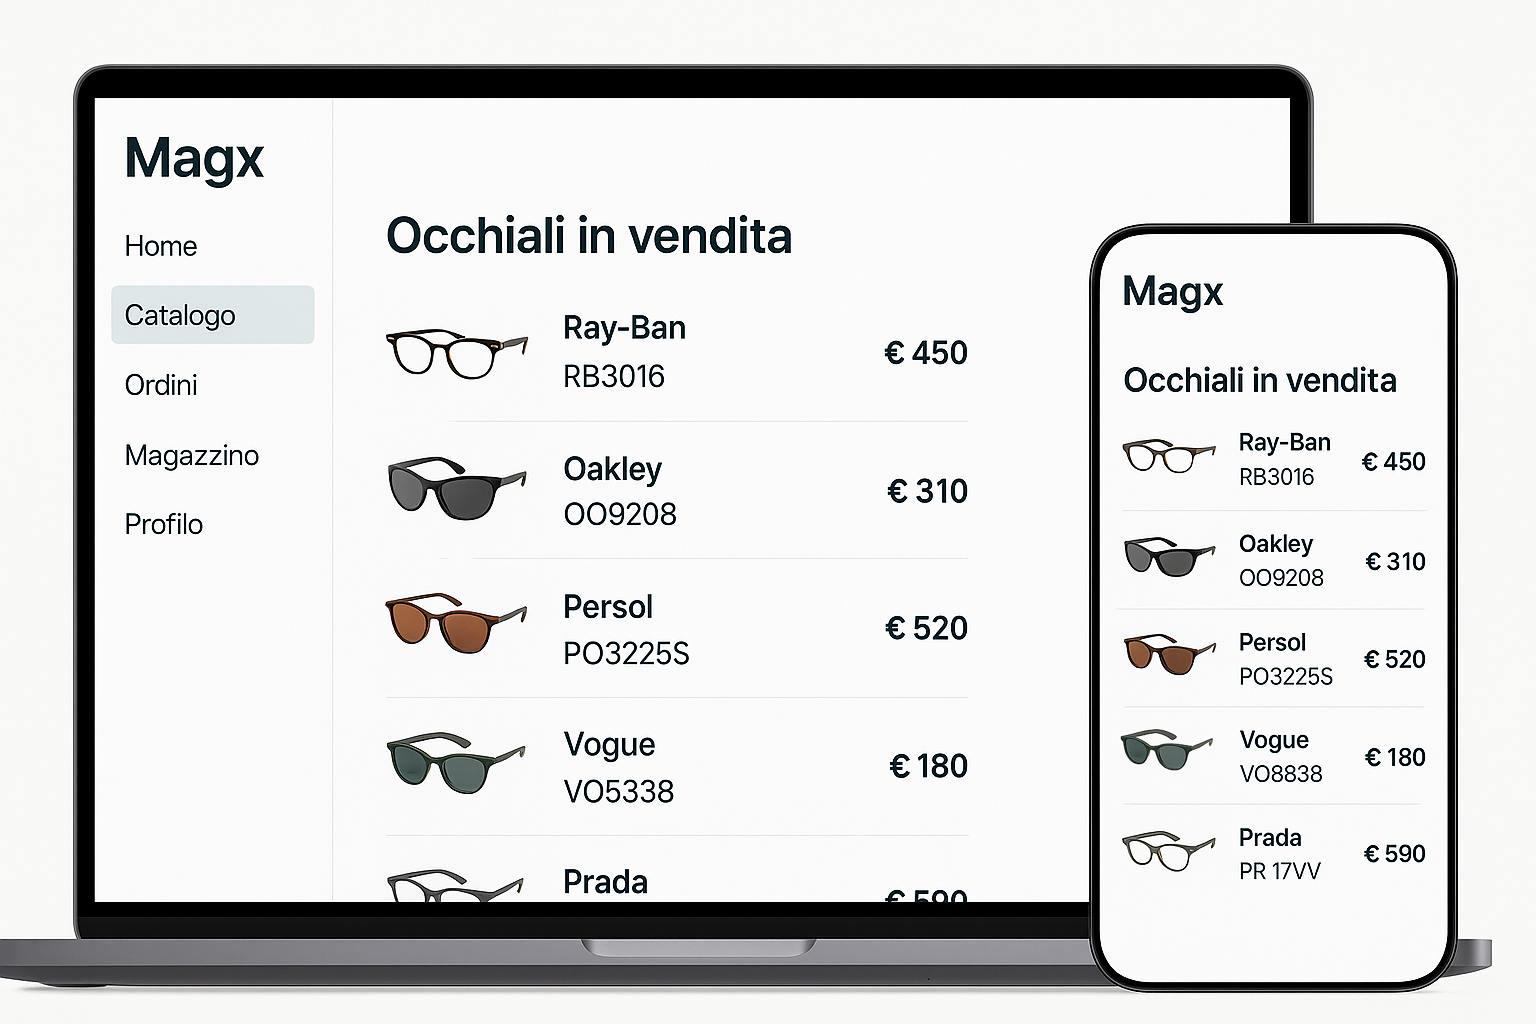 Magx
Home
Catalogo
Ordini
Magazzino
Profilo
Occhiali in vendita
Ray-Ban
RB3016
€ 450
Oakley
OO9208
€ 310
Persol
PO3225S
€ 520
Vogue
VO5338
€ 180
Prada
€ 590
Magx
Occhiali in vendita
Ray-Ban
RB3016
€ 450
Oakley
OO9208
€ 310
Persol
PO3225S
€ 520
Vogue
VO8838
€ 180
Prada
PR 17VV
€ 590